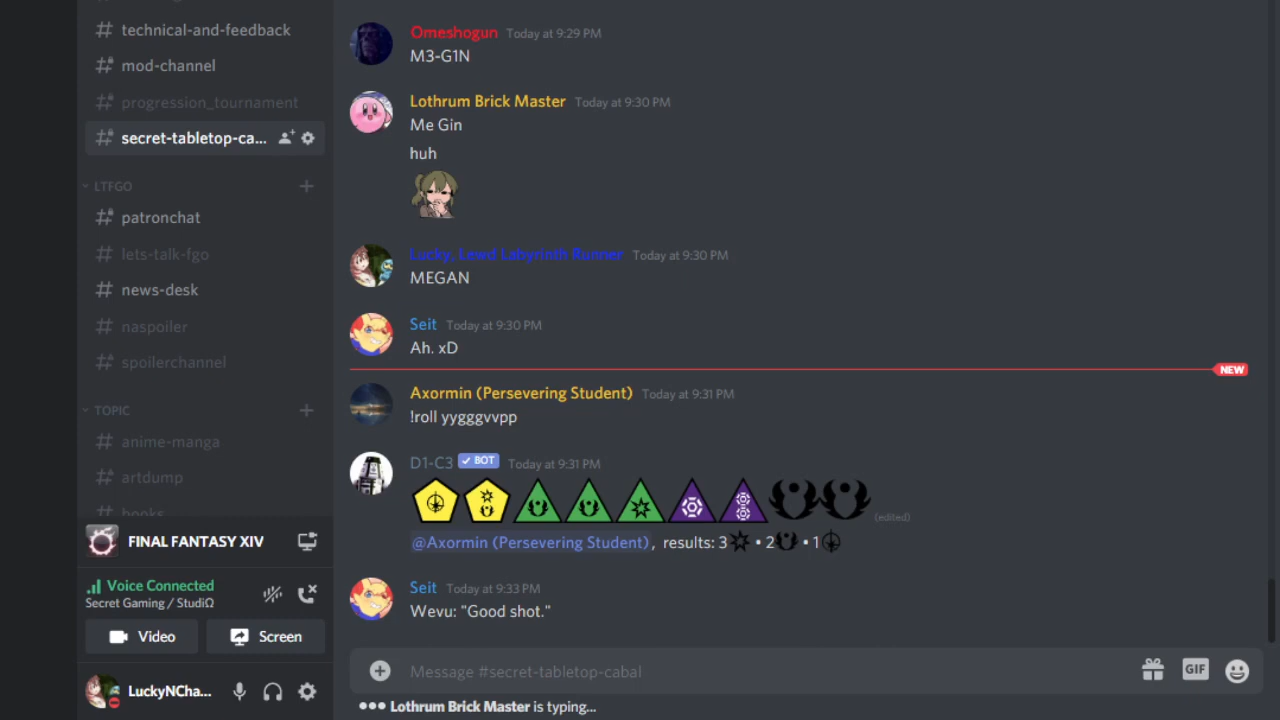 technical-and-feedback
mod-channel
progression_tournament
secret-tabletop-ca...
LTFGO
patronchat
lets-talk-fgo
news-desk
naspoiler
spoilerchannel
TOPIC
anime-manga
artdump
books
FINAL FANTASY XIV
Voice Connected
Secret Gaming / StudiΩ
Video
Screen
LuckyNCha...
Omeshogun Today at 9:29 PM
M3-G1N
Lothrum Brick Master Today at 9:30 PM
Me Gin
huh
Lucky, Lewd Labyrinth Runner Today at 9:30 PM
MEGAN
Seit Today at 9:30 PM
Ah. xD
NEW
Axormin (Persevering Student) Today at 9:31 PM
!roll yygggvvpp
D1-C3 ✓ BOT Today at 9:31 PM
(edited)
@Axormin (Persevering Student), results: 3 • 2 • 1
Seit Today at 9:33 PM
Wevu: "Good shot."
Message #secret-tabletop-cabal
GIF
Lothrum Brick Master is typing...